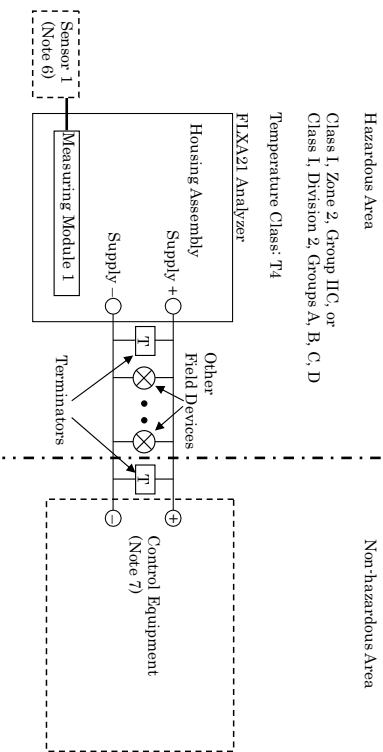 Hazardous Area
Non-hazardous Area
Class I, Zone 2, Group IIC, or
Class I, Division 2, Groups A, B, C, D
Temperature Class: T4
FLXA21 Analyzer
Housing Assembly
Sensor 1
(Note 6)
Measuring Module 1
Supply +
Supply –
T
T
Other
Field Devices
Terminators
+
–
Control Equipment
(Note 7)